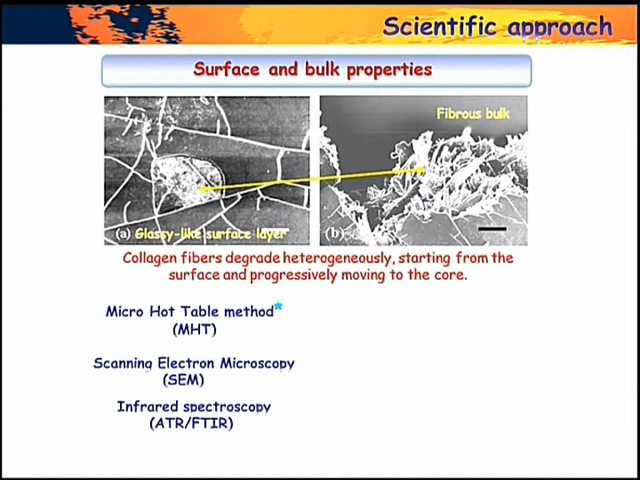 Scientific approach
Surface and bulk properties
Fibrous bulk
(a) Glassy-like surface layer
(b)
Collagen fibers degrade heterogeneously, starting from the
surface and progressively moving to the core.
Micro Hot Table method*
(MHT)
Scanning Electron Microscopy
(SEM)
Infrared spectroscopy
(ATR/FTIR)